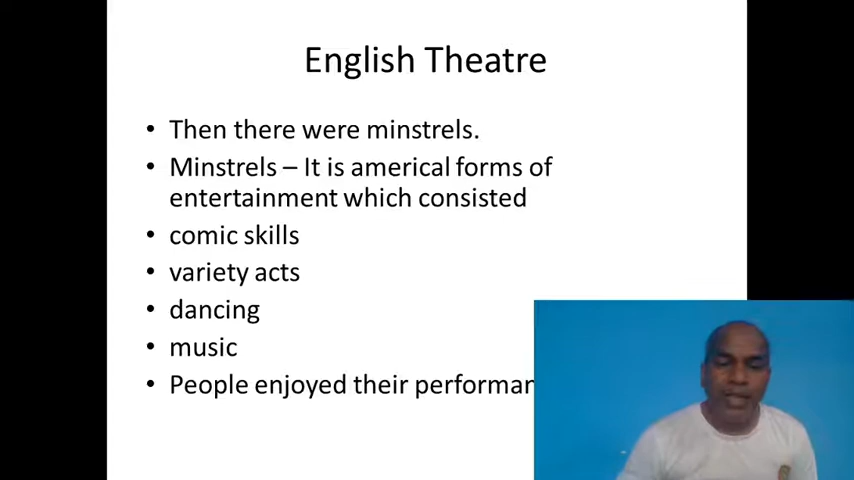 English Theatre
• Then there were minstrels.
• Minstrels – It is americal forms of
entertainment which consisted
• comic skills
• variety acts
• dancing
• music
• People enjoyed their